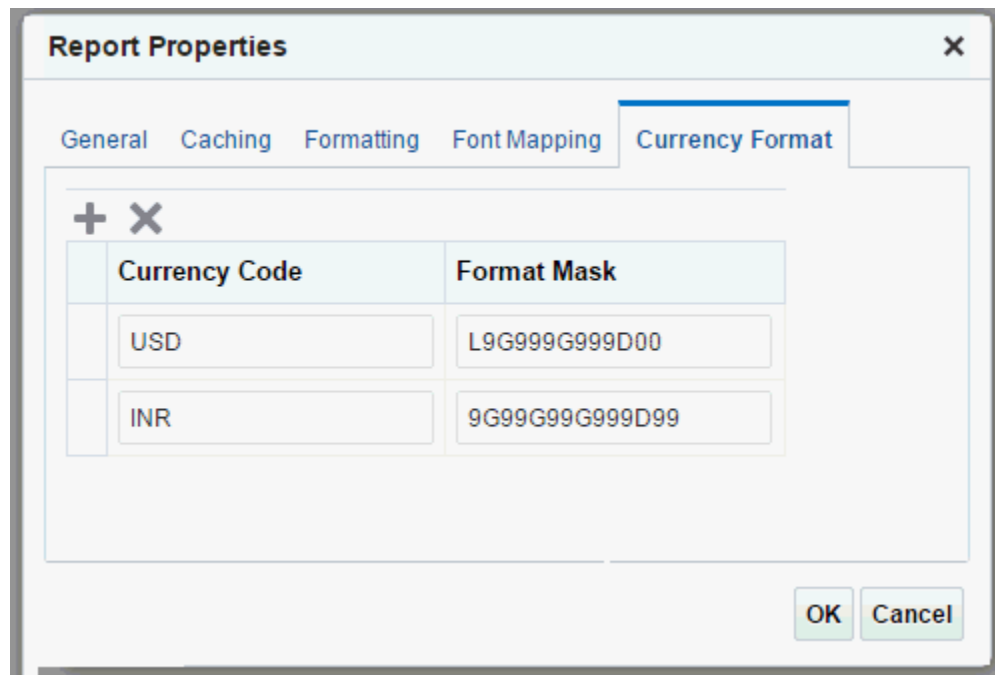 Report Properties
General Caching Formatting Font Mapping Currency Format
Currency Code Format Mask
USD L9G999G999D00
INR 9G99G99G999D99
OK Cancel